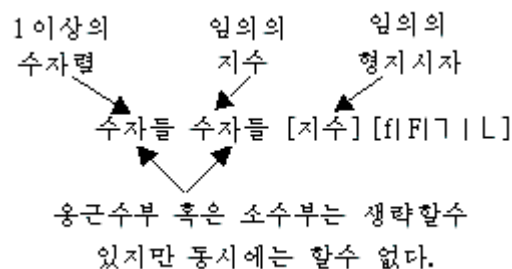 1이상의 임의의 임의의
수자렬 지수 형지시자
수자들 수자들 [지수] [f|F|ㄱ|L]
옹근수부 혹은 소수부는 생략할수
있지만 동시에는 할수 없다.